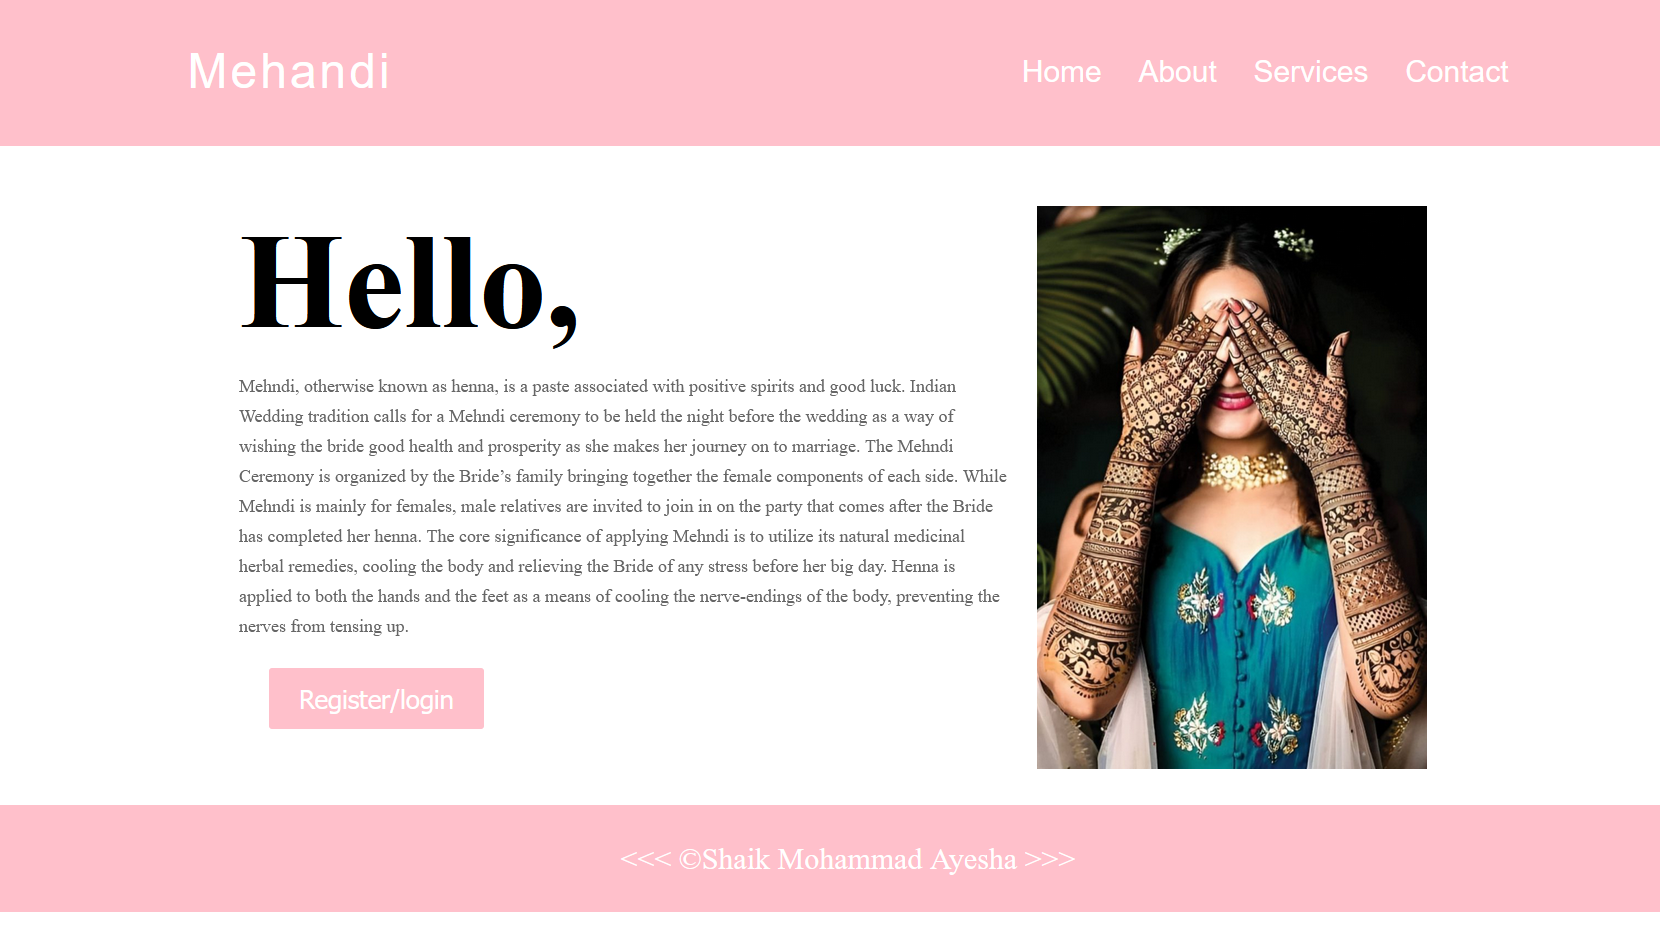 Mehandi
Home About Services Contact
Hello,
Mehndi, otherwise known as henna, is a paste associated with positive spirits and good luck. Indian
Wedding tradition calls for a Mehndi ceremony to be held the night before the wedding as a way of
wishing the bride good health and prosperity as she makes her journey on to marriage. The Mehndi
Ceremony is organized by the Bride’s family bringing together the female components of each side. While
Mehndi is mainly for females, male relatives are invited to join in on the party that comes after the Bride
has completed her henna. The core significance of applying Mehndi is to utilize its natural medicinal
herbal remedies, cooling the body and relieving the Bride of any stress before her big day. Henna is
applied to both the hands and the feet as a means of cooling the nerve-endings of the body, preventing the
nerves from tensing up.
Register/login
<<< ©Shaik Mohammad Ayesha >>>